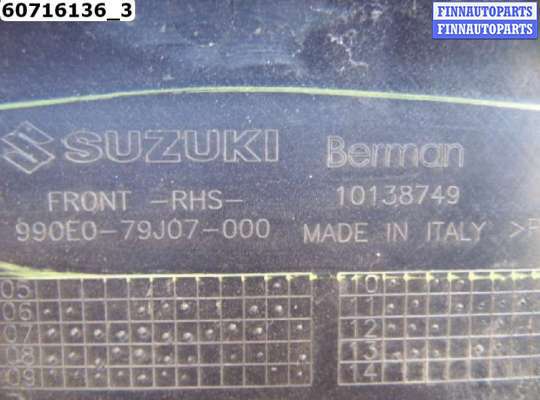 60716136_3
FINNAUTOPARTS
FINNAUTOPARTS
SUZUKI Berman
FRONT -RHS- 10138749
990E0-79J07-000 MADE IN ITALY >P
05 10
06 11
07 12
08 13
09 14